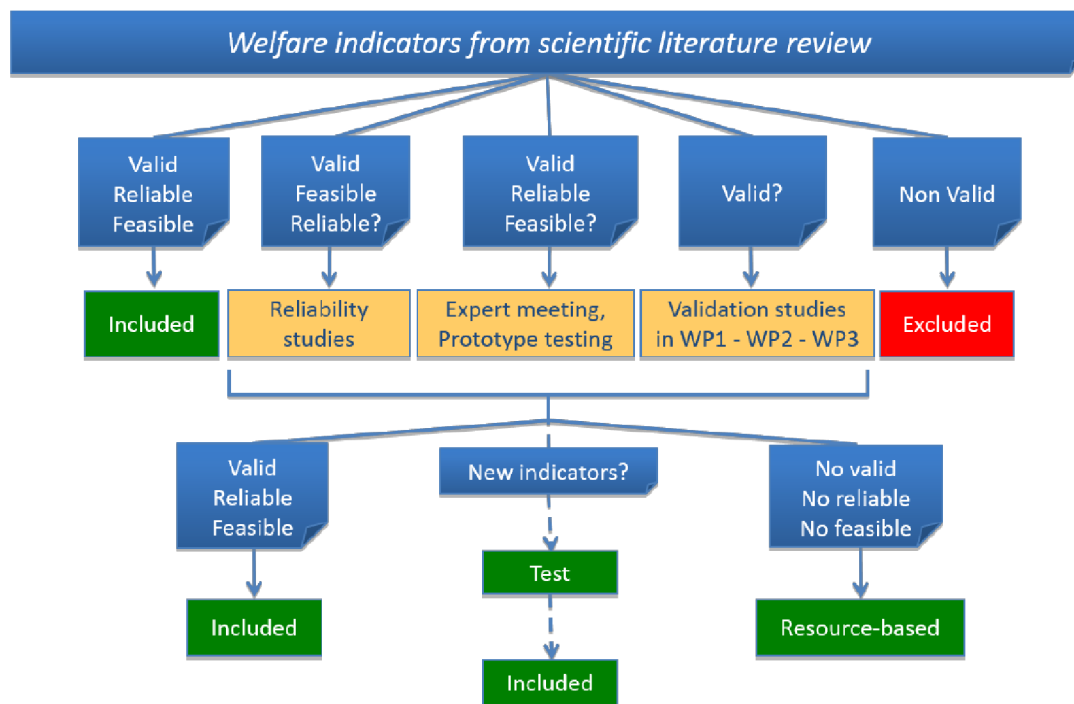 Welfare indicators from scientific literature review
Valid
Reliable
Feasible
Valid
Feasible
Reliable?
Valid
Reliable
Feasible?
Valid?
Non Valid
Included
Reliability
studies
Expert meeting,
Prototype testing
Validation studies
in WP1 - WP2 - WP3
Excluded
Valid
Reliable
Feasible
New indicators?
No valid
No reliable
No feasible
Test
Included
Resource-based
Included